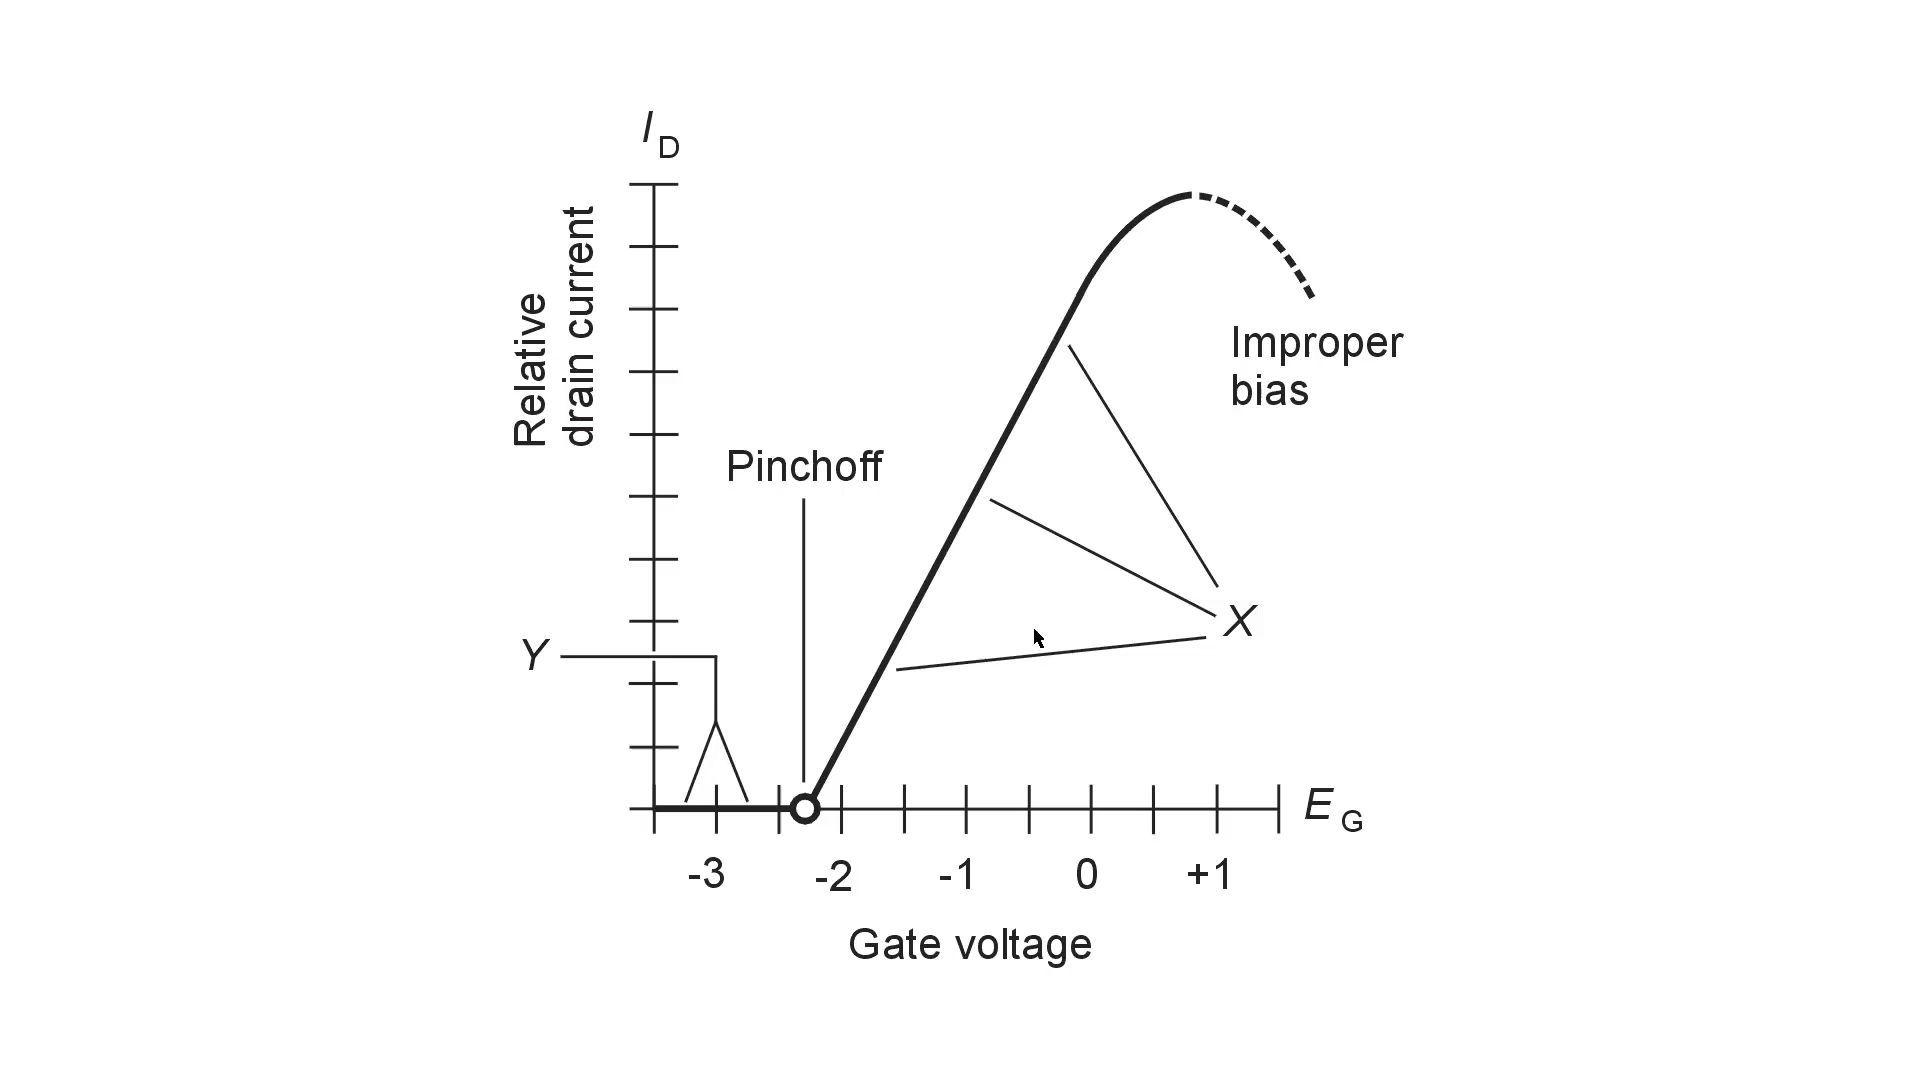 I D
Relative
drain current
Improper
bias
Pinchoff
X
Y
E G
-3 -2 -1 0 +1
Gate voltage